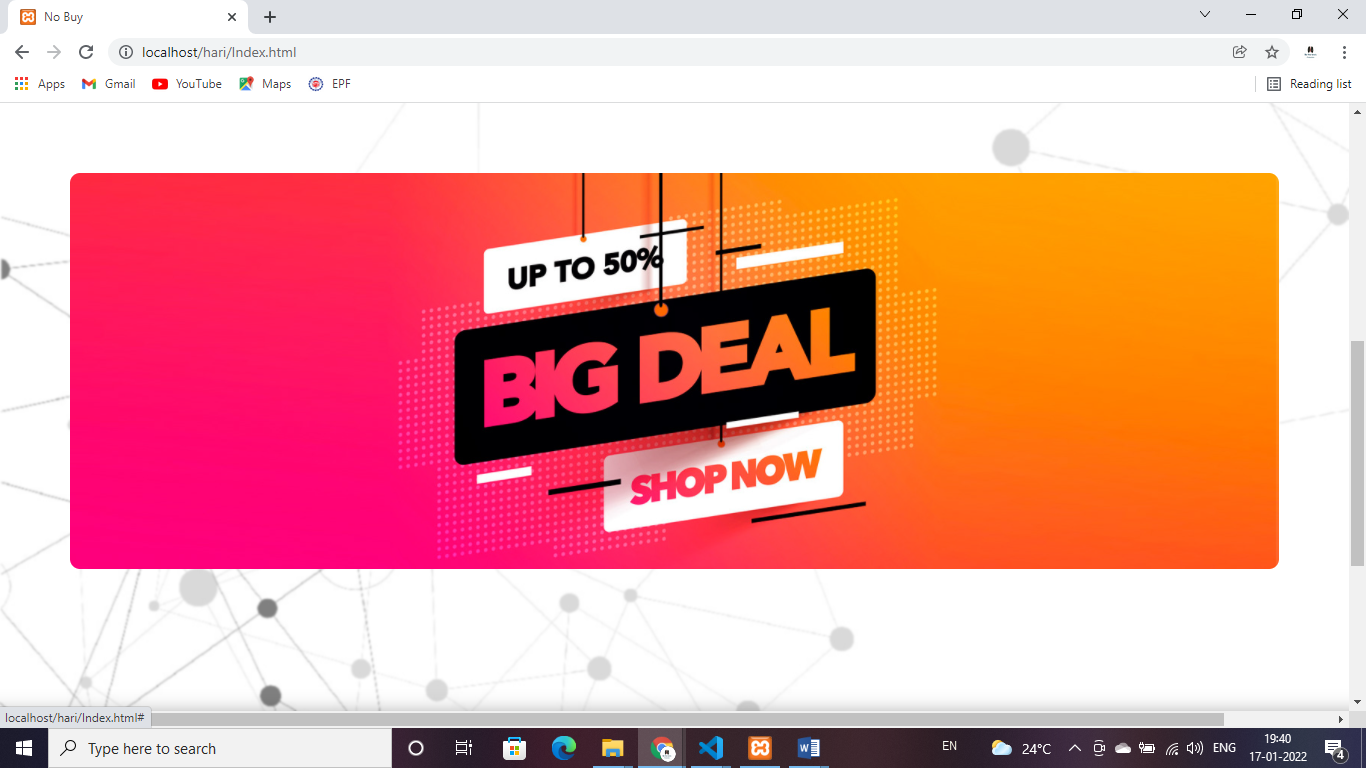 No Buy
localhost/hari/Index.html
Apps Gmail YouTube Maps EPF Reading list
UP TO 50%
BIG DEAL
SHOP NOW
localhost/hari/Index.html#
Type here to search
EN 24°C ENG 19:40
17-01-2022
4